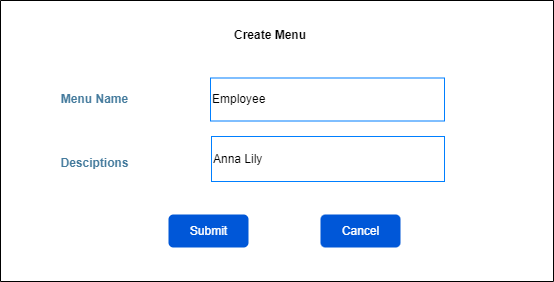 Create Menu
Menu Name Employee
Desciptions Anna Lily
Submit Cancel